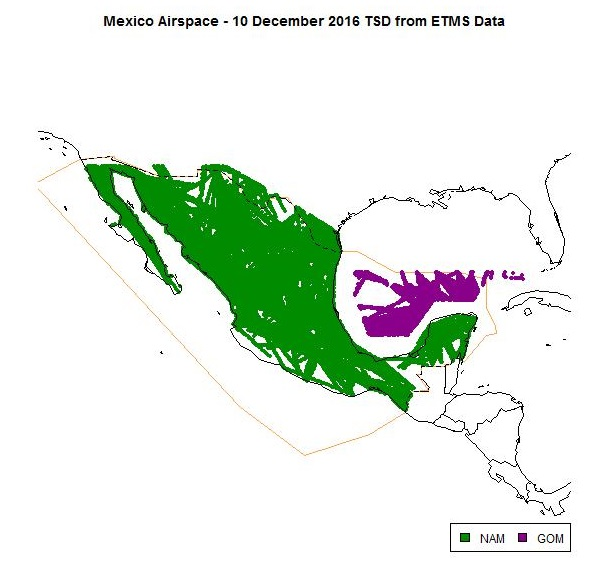 Mexico Airspace - 10 December 2016 TSD from ETMS Data
NAM GOM